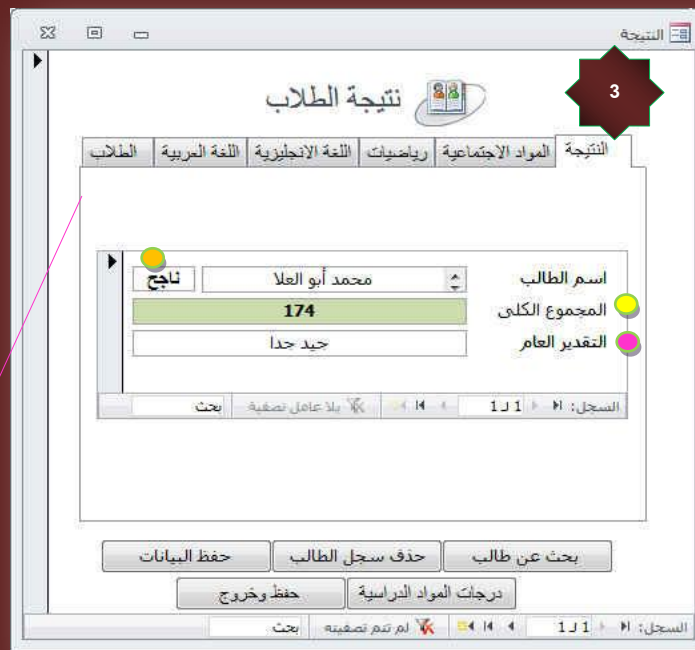 النتيجة
3
نتيجة الطلاب
النتيجة المواد الاجتماعية رياضيات اللغة الانجليزية اللغة العربية الطلاب
اسم الطالب محمد أبو العلا ناجح
المجموع الكلى 174
التقدير العام جيد جدا
السجل: 1 لـ 1 بلا عامل تصفية بحث
بحث عن طالب حذف سجل الطالب حفظ البيانات
درجات المواد الدراسية حفظ وخروج
السجل: 1 لـ 1 لم تتم تصفيته بحث